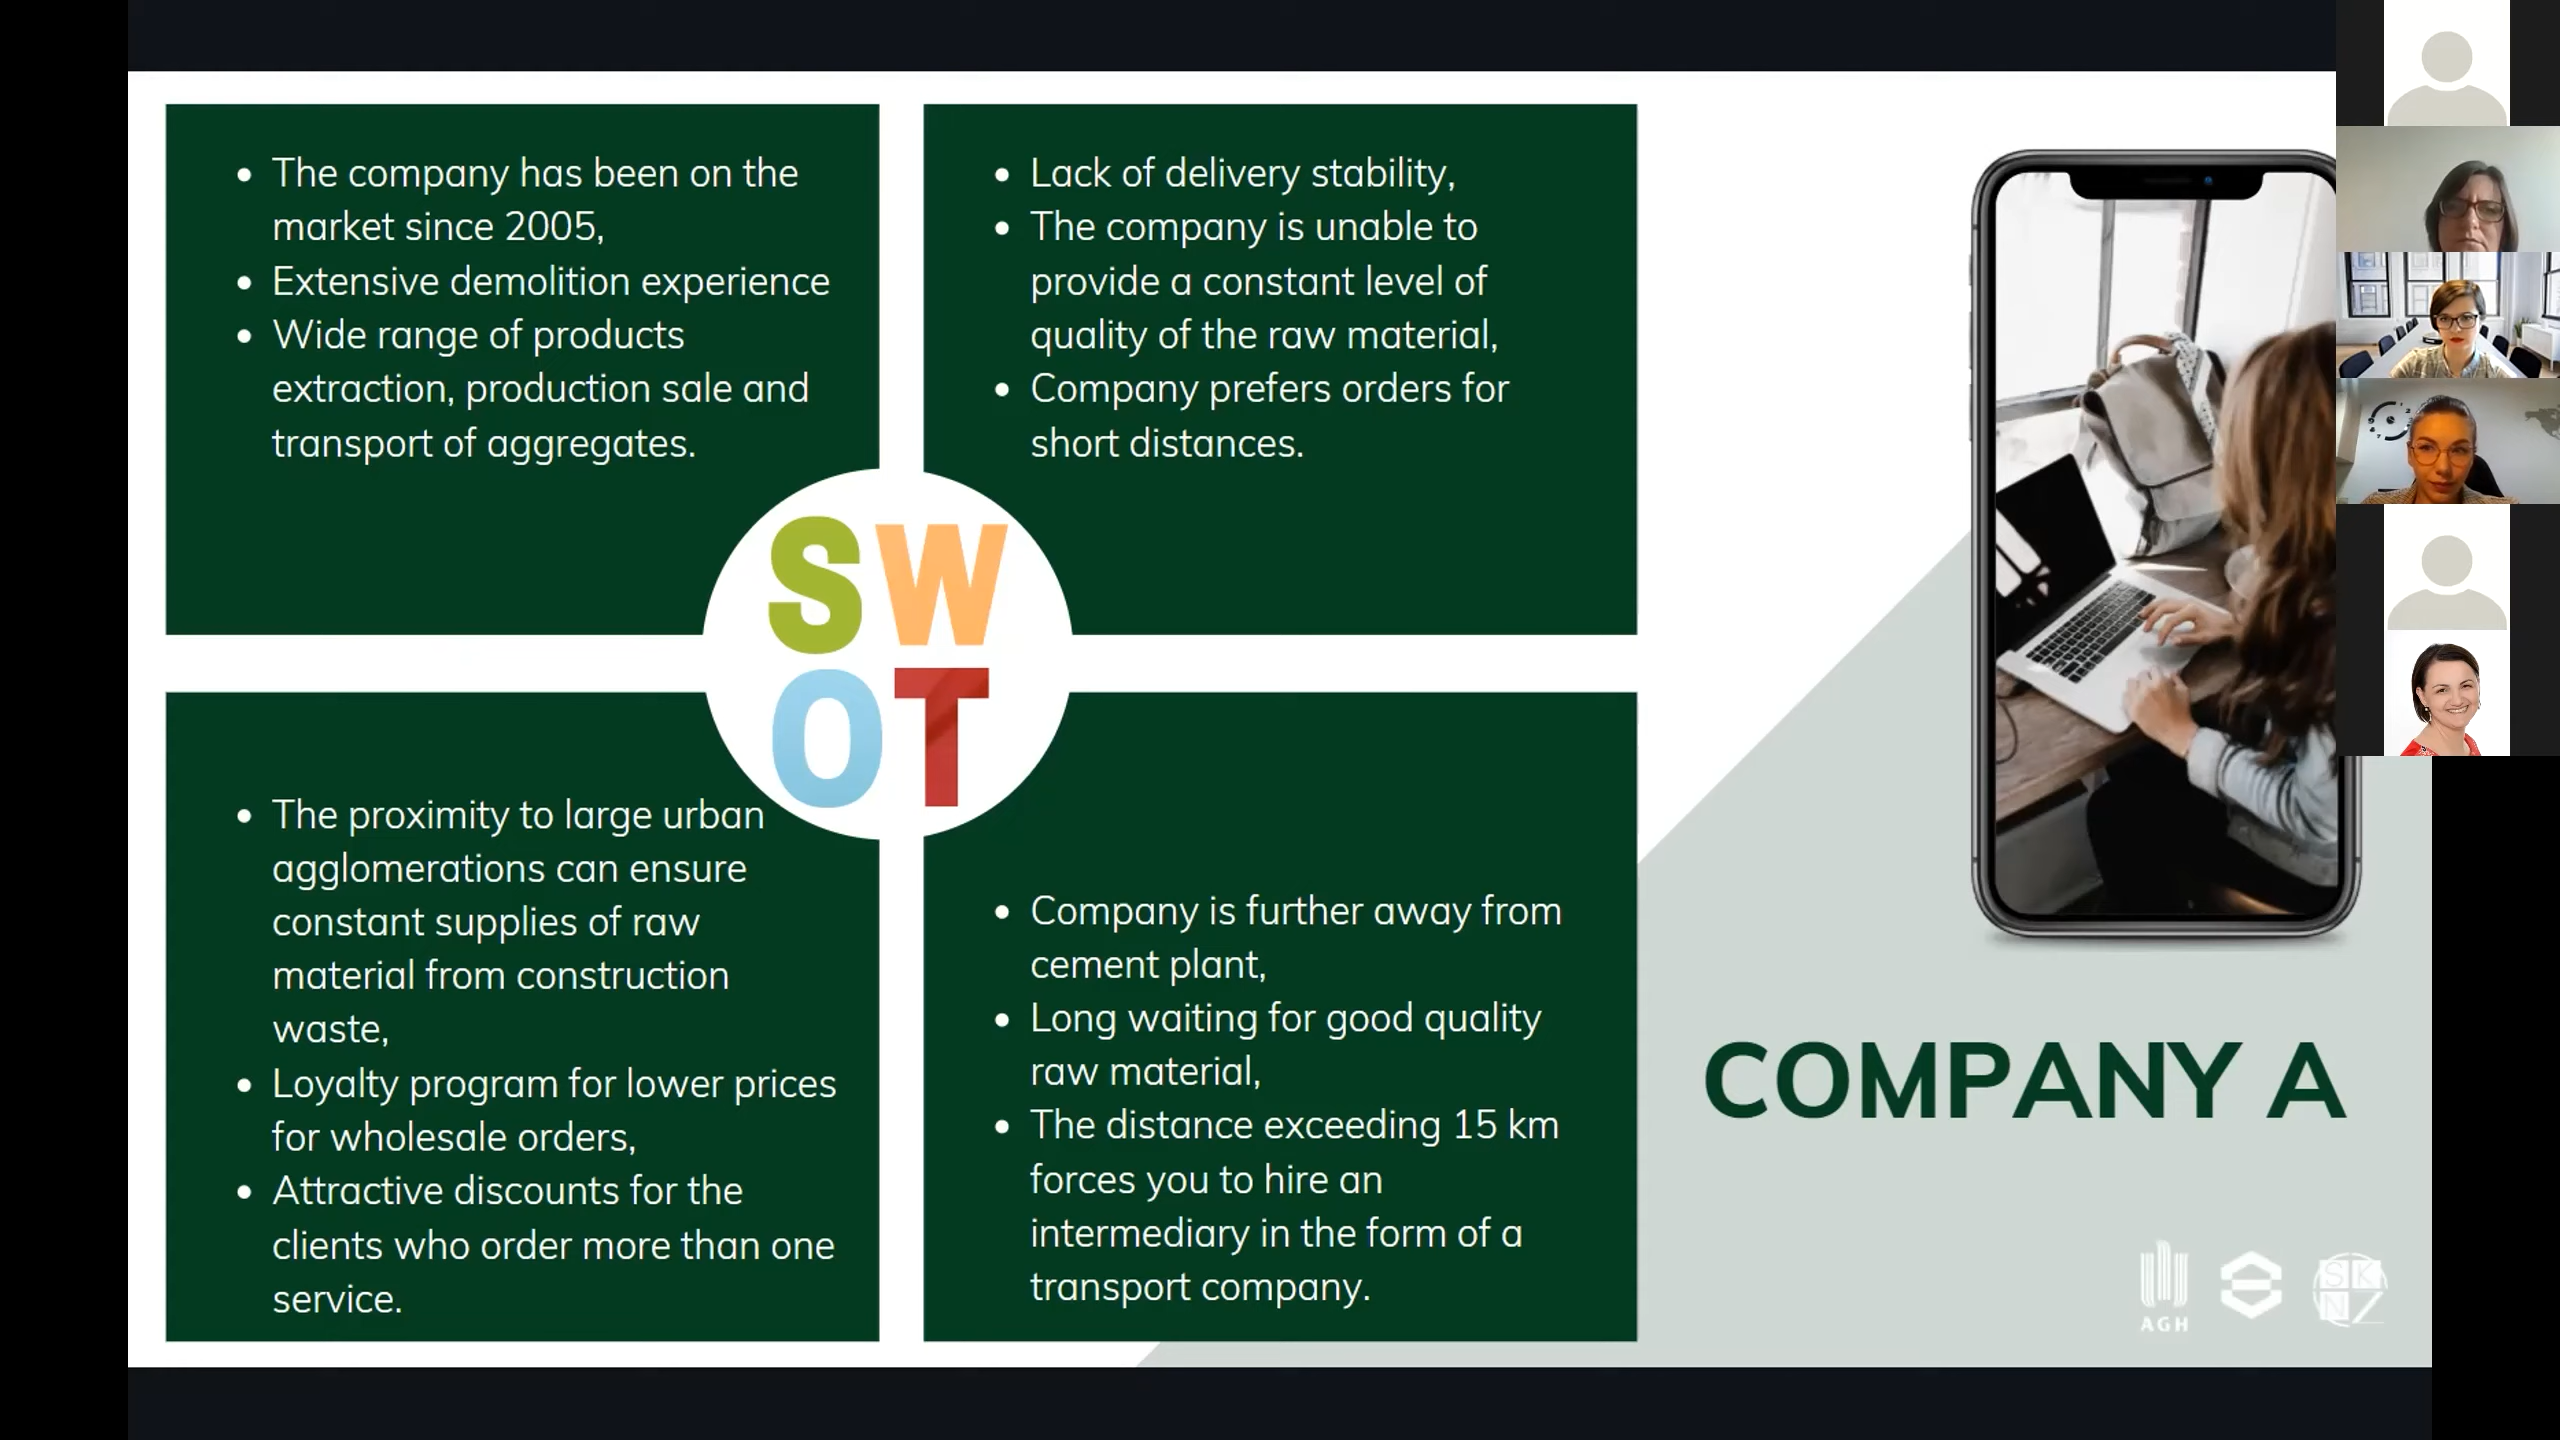 • The company has been on the
market since 2005,
• Extensive demolition experience
• Wide range of products
extraction, production sale and
transport of aggregates.
• Lack of delivery stability,
• The company is unable to
provide a constant level of
quality of the raw material,
• Company prefers orders for
short distances.
SW
OT
• The proximity to large urban
agglomerations can ensure
constant supplies of raw
material from construction
waste,
• Loyalty program for lower prices
for wholesale orders,
• Attractive discounts for the
clients who order more than one
service.
• Company is further away from
cement plant,
• Long waiting for good quality
raw material,
• The distance exceeding 15 km
forces you to hire an
intermediary in the form of a
transport company.
COMPANY A
AGH
SK
NZ